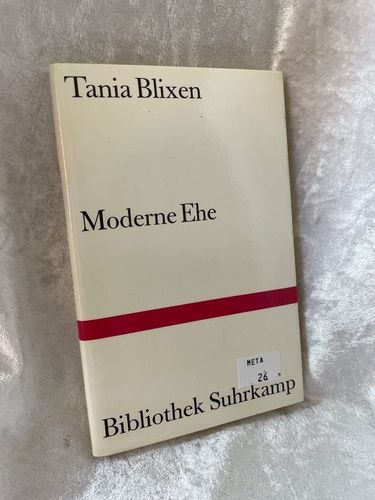 Tania Blixen
Moderne Ehe
META
26
Bibliothek Suhrkamp